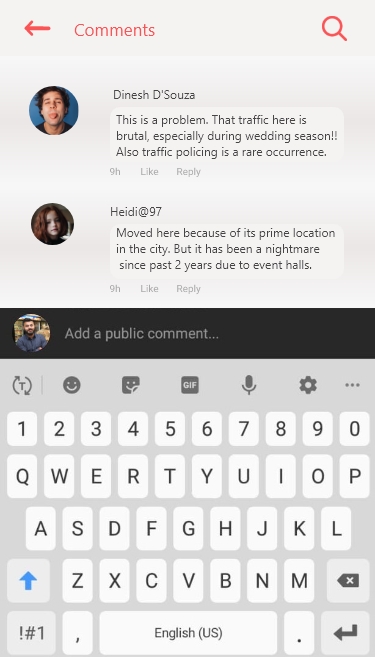 Comments
Dinesh D'Souza
This is a problem. That traffic here is
brutal, especially during wedding season!!
Also traffic policing is a rare occurrence.
9h Like Reply
Heidi@97
Moved here because of its prime location
in the city. But it has been a nightmare
since past 2 years due to event halls.
9h Like Reply
Add a public comment...
T GIF
1 2 3 4 5 6 7 8 9 0
Q W E R T Y U I O P
A S D F G H J K L
Z X C V B N M
!#1 , English (US) .